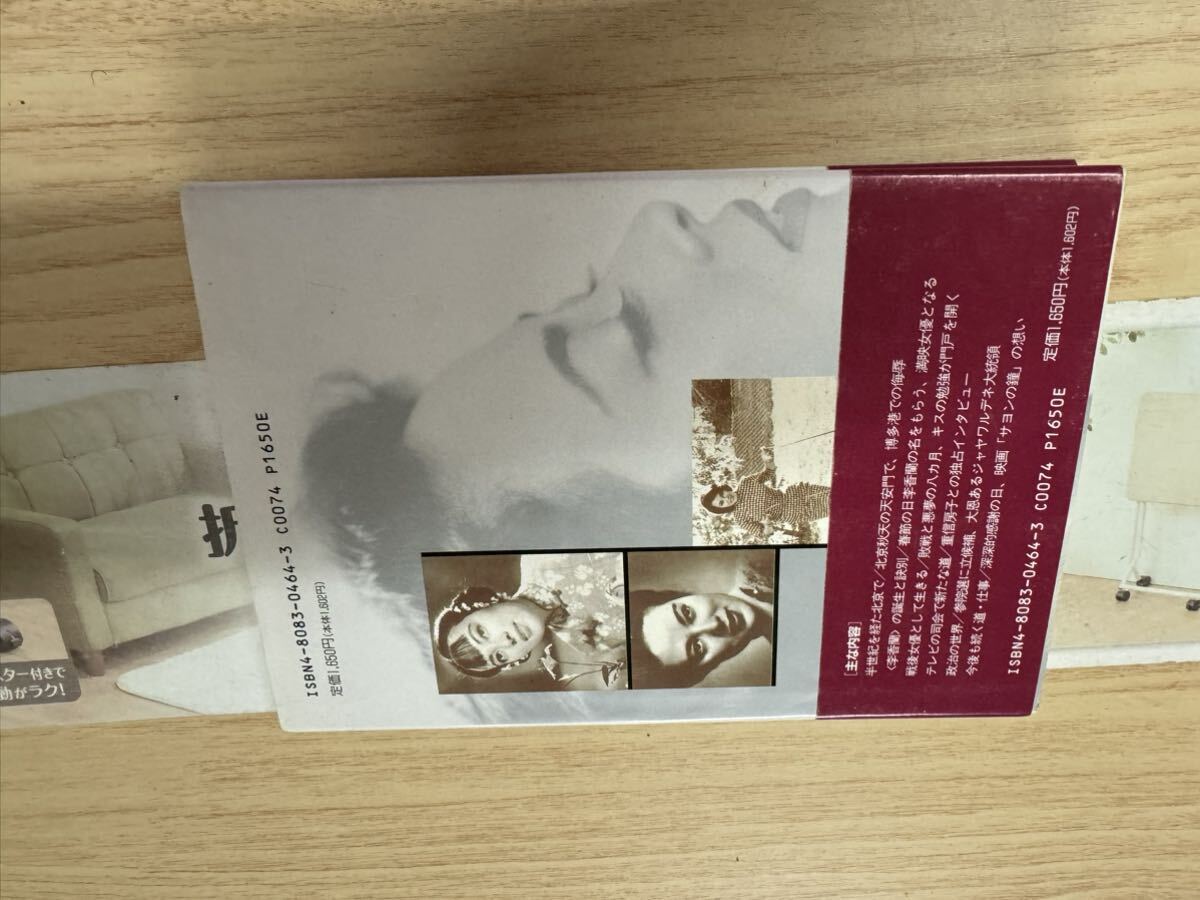 ISBN4-8083-0464-3 C0074 P1650E
定価1,650円(本体1,602円)
[主な内容]
半世紀を経た北京で/北京秋天の天安門で、博多港での侮辱
〈李香蘭〉の誕生と訣別/春節の日李香蘭の名をもらう、満映女優となる
戦後女優として生きる/敗戦と悪夢の八カ月、キスの勉強が門戸を開く
テレビの司会で新たな道/重信房子との独占インタビュー
政治の世界/参院選に立候補、大恩あるジャヤワルデネ大統領
今後も続く道・仕事/深深的感謝の日、映画「サヨンの鐘」の想い
ISBN4-8083-0464-3 C0074 P1650E 定価1,650円(本体1,602円)
スター付きで
動がラク!